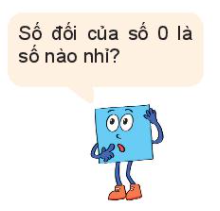 Số đối của số 0 là
số nào nhỉ?